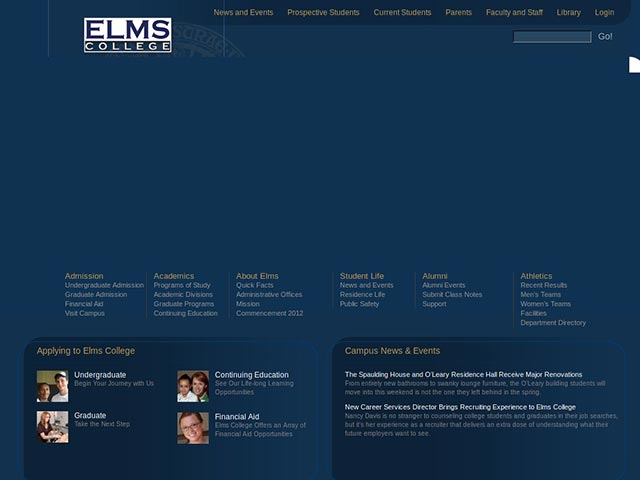 News and Events Prospective Students Current Students Parents Faculty and Staff Library Login
ELMS
COLLEGE
Go!
Admission
Undergraduate Admission
Graduate Admission
Financial Aid
Visit Campus
Academics
Programs of Study
Academic Divisions
Graduate Programs
Continuing Education
About Elms
Quick Facts
Administrative Offices
Mission
Commencement 2012
Student Life
News and Events
Residence Life
Public Safety
Alumni
Alumni Events
Submit Class Notes
Support
Athletics
Recent Results
Men's Teams
Women's Teams
Facilities
Department Directory
Applying to Elms College
Undergraduate
Begin Your Journey with Us
Continuing Education
See Our Life-long Learning
Opportunities
Graduate
Take the Next Step
Financial Aid
Elms College Offers an Array of
Financial Aid Opportunities
Campus News & Events
The Spaulding House and O'Leary Residence Hall Receive Major Renovations
From entirely new bathrooms to swanky lounge furniture, the O'Leary building students will
move into this weekend is not the one they left behind in the spring.
New Career Services Director Brings Recruiting Experience to Elms College
Nancy Davis is no stranger to counseling college students and graduates in their job searches,
but it's her experience as a recruiter that delivers an extra dose of understanding what their
future employers want to see.